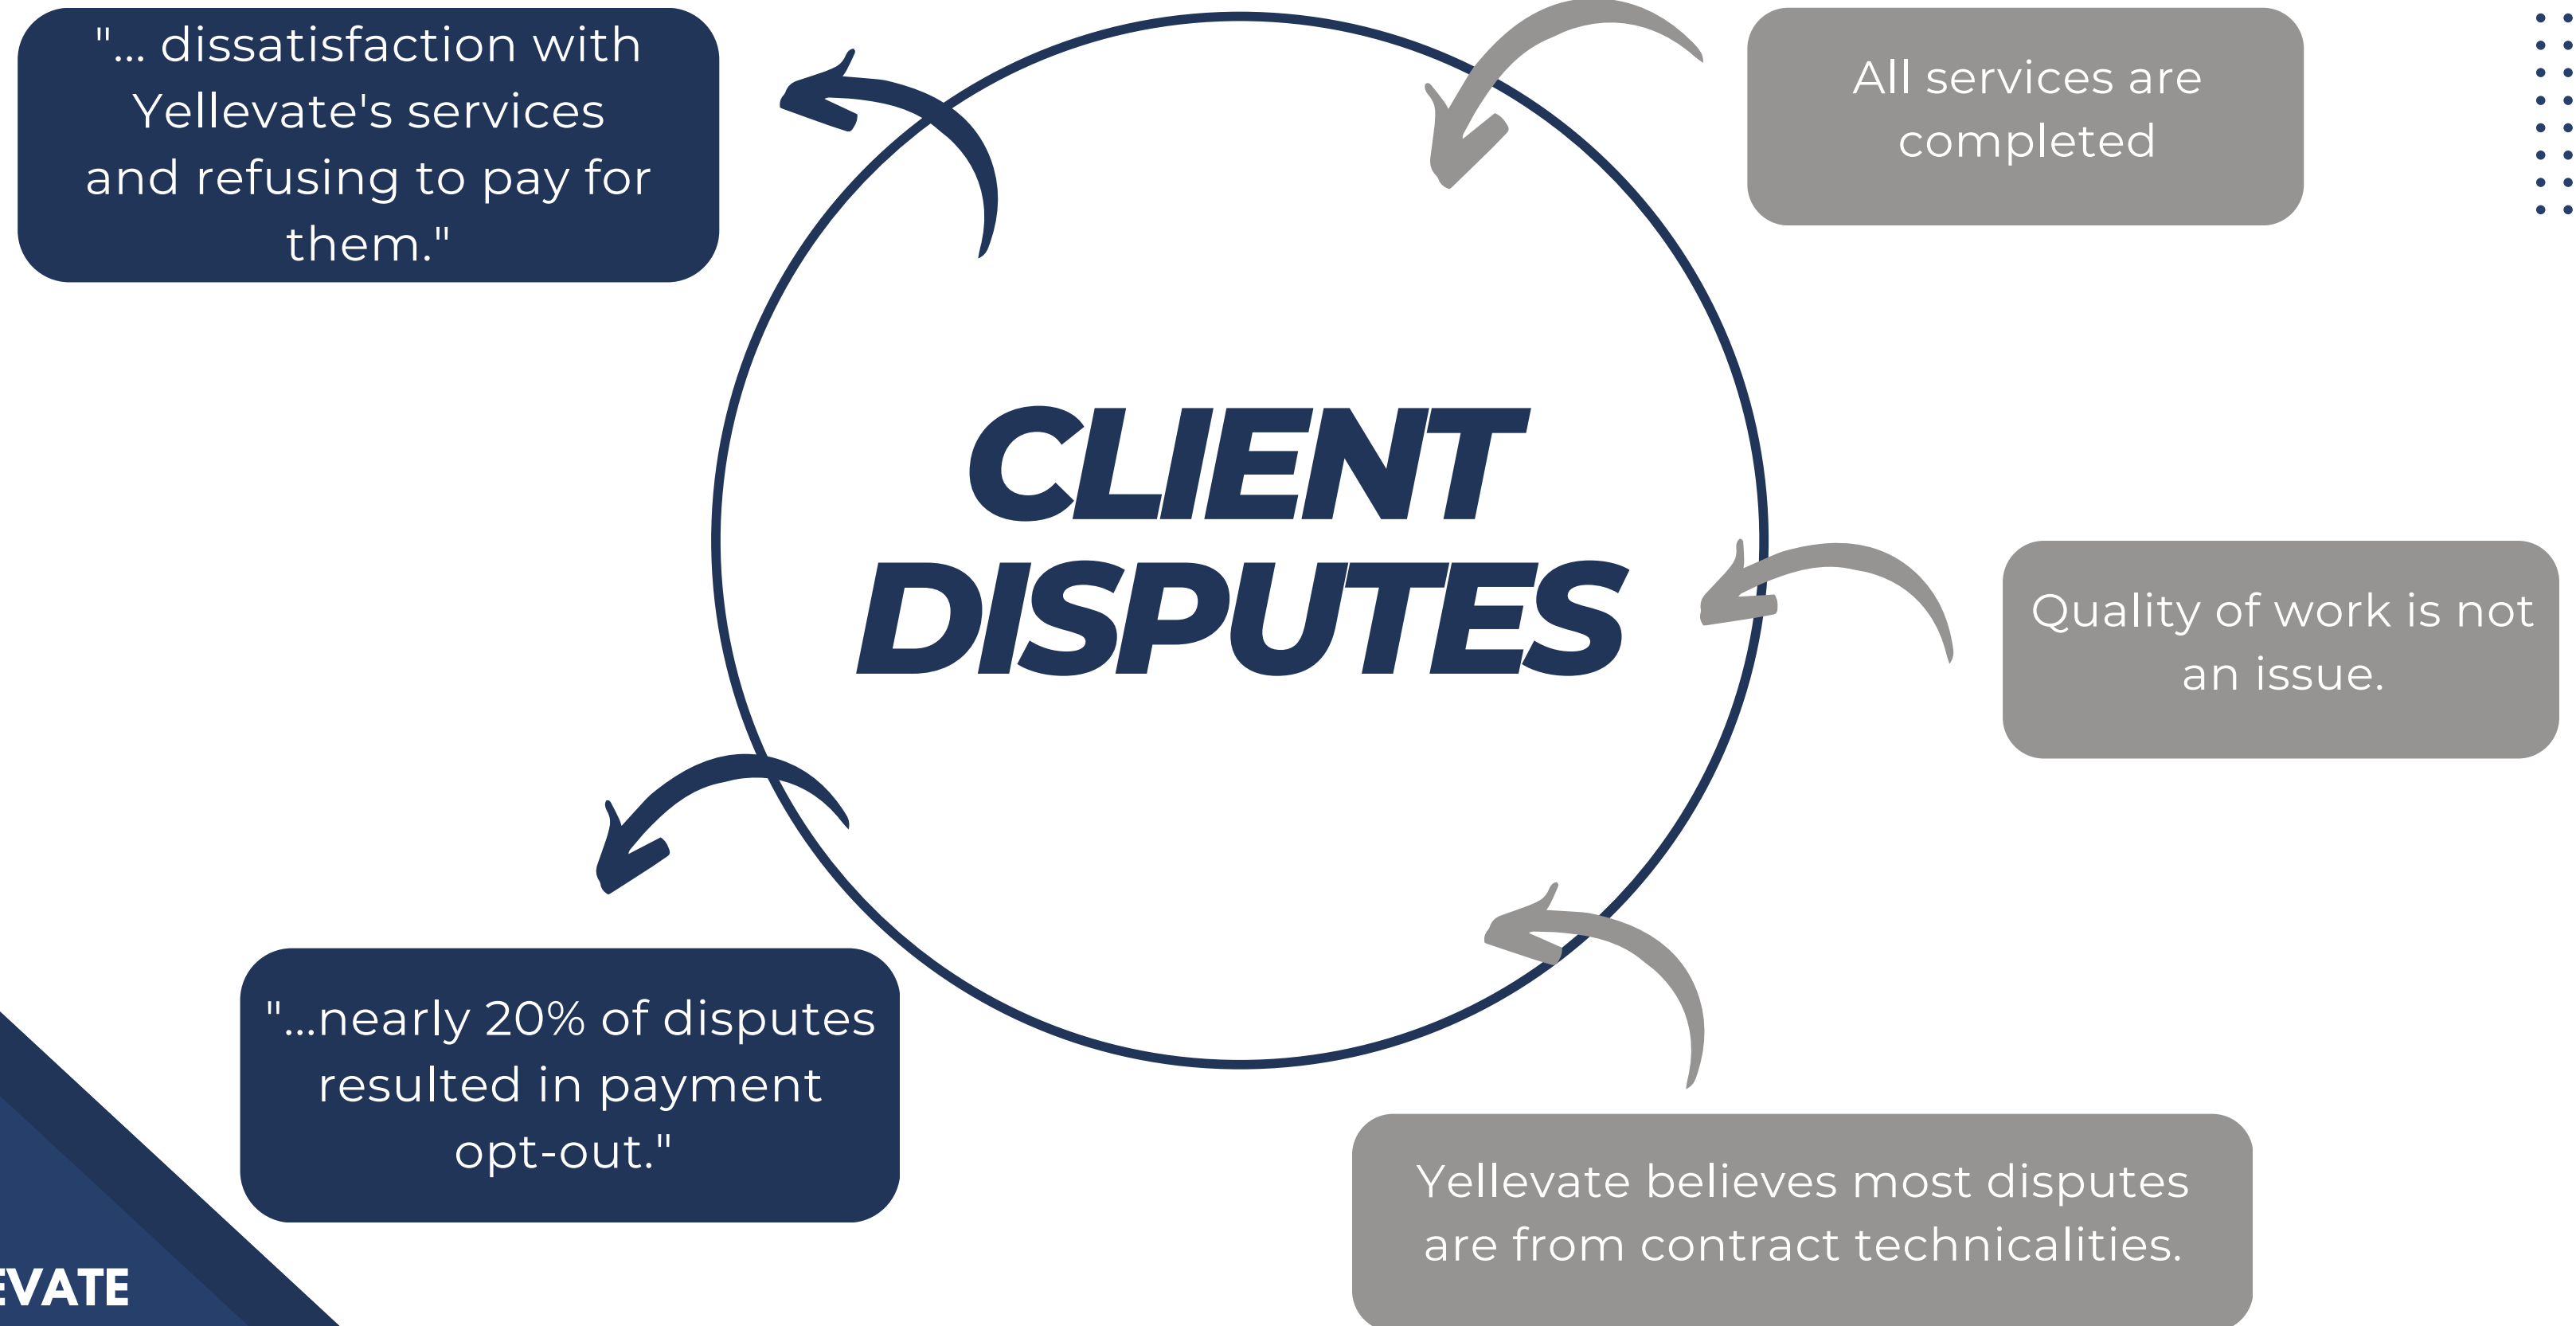 "... dissatisfaction with
Yellevate's services
and refusing to pay for
them."
All services are
completed
CLIENT
DISPUTES
Quality of work is not
an issue.
"...nearly 20% of disputes
resulted in payment
opt-out."
Yellevate believes most disputes
are from contract technicalities.
EVATE